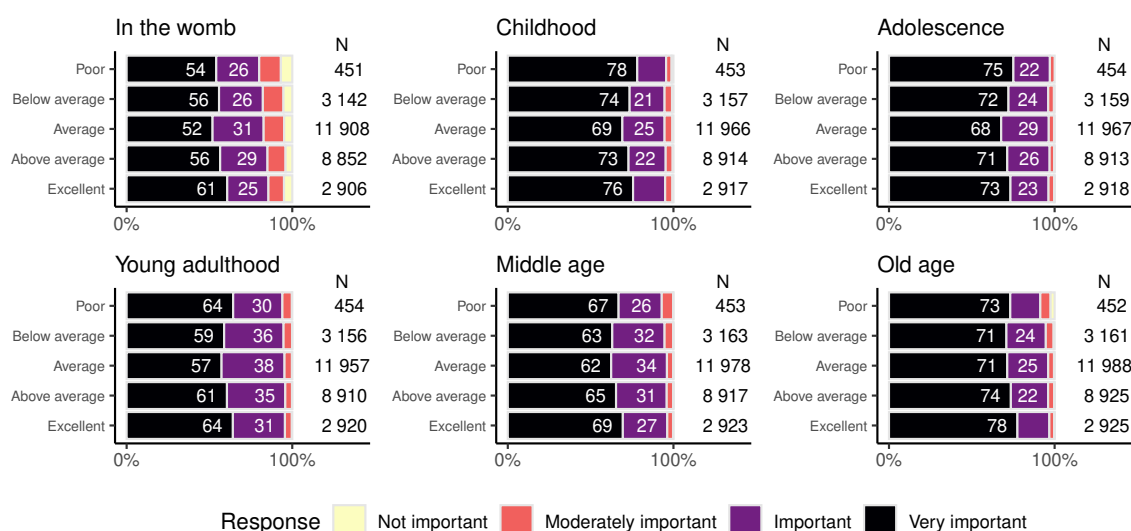 In the womb
N
Poor 54 26 451
Below average 56 26 3 142
Average 52 31 11 908
Above average 56 29 8 852
Excellent 61 25 2 906
0% 100%
Childhood
N
Poor 78 453
Below average 74 21 3 157
Average 69 25 11 966
Above average 73 22 8 914
Excellent 76 2 917
0% 100%
Adolescence
N
Poor 75 22 454
Below average 72 24 3 159
Average 68 29 11 967
Above average 71 26 8 913
Excellent 73 23 2 918
0% 100%
Young adulthood
N
Poor 64 30 454
Below average 59 36 3 156
Average 57 38 11 957
Above average 61 35 8 910
Excellent 64 31 2 920
0% 100%
Middle age
N
Poor 67 26 453
Below average 63 32 3 163
Average 62 34 11 978
Above average 65 31 8 917
Excellent 69 27 2 923
0% 100%
Old age
N
Poor 73 452
Below average 71 24 3 161
Average 71 25 11 988
Above average 74 22 8 925
Excellent 78 2 925
0% 100%
Response Not important Moderately important Important Very important